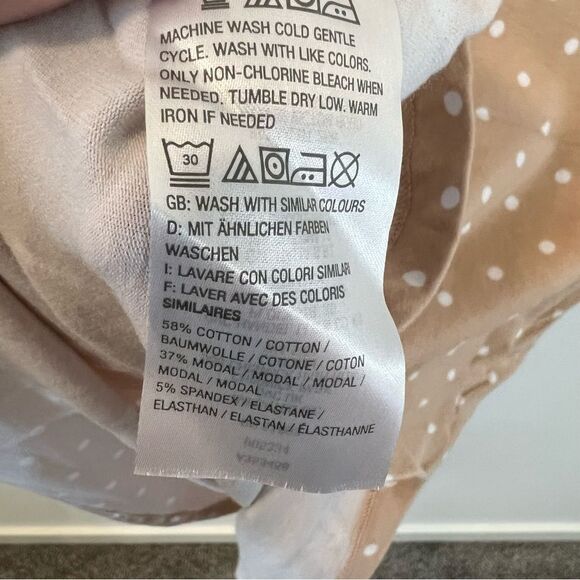 MACHINE WASH COLD GENTLE
CYCLE. WASH WITH LIKE COLORS.
ONLY NON-CHLORINE BLEACH WHEN
NEEDED. TUMBLE DRY LOW. WARM
IRON IF NEEDED
30
GB: WASH WITH SIMILAR COLOURS
D: MIT ÄHNLICHEN FARBEN
WASCHEN
I: LAVARE CON COLORI SIMILARI
F: LAVER AVEC DES COLORIS
SIMILAIRES
58% COTTON / COTTON /
BAUMWOLLE / COTONE / COTON
37% MODAL / MODAL / MODAL /
MODAL / MODAL
5% SPANDEX / ELASTANE /
ELASTHAN / ELASTAN / ÉLASTHANNE